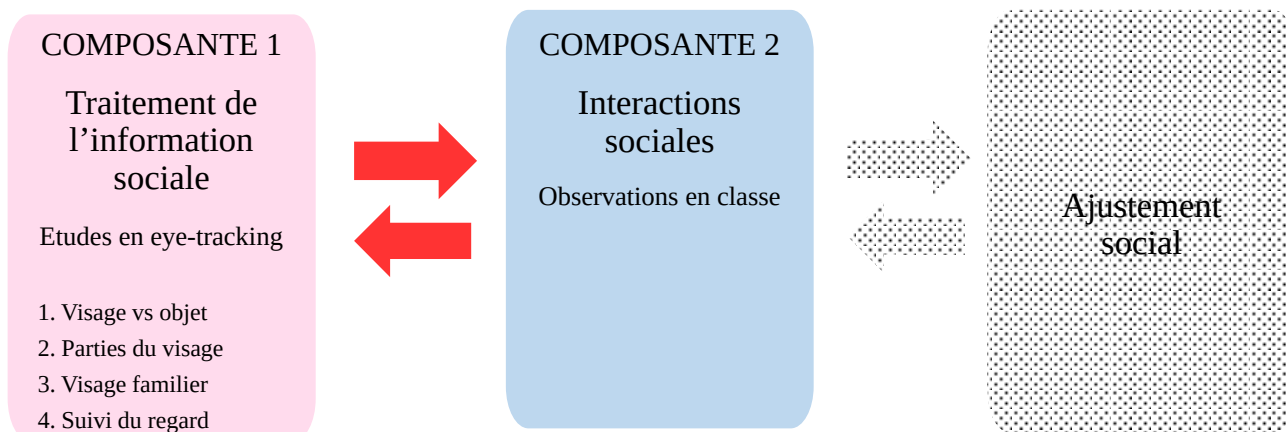 COMPOSANTE 1
Traitement de
l’information
sociale
Etudes en eye-tracking
1. Visage vs objet
2. Parties du visage
3. Visage familier
4. Suivi du regard
COMPOSANTE 2
Interactions
sociales
Observations en classe
Ajustement
social